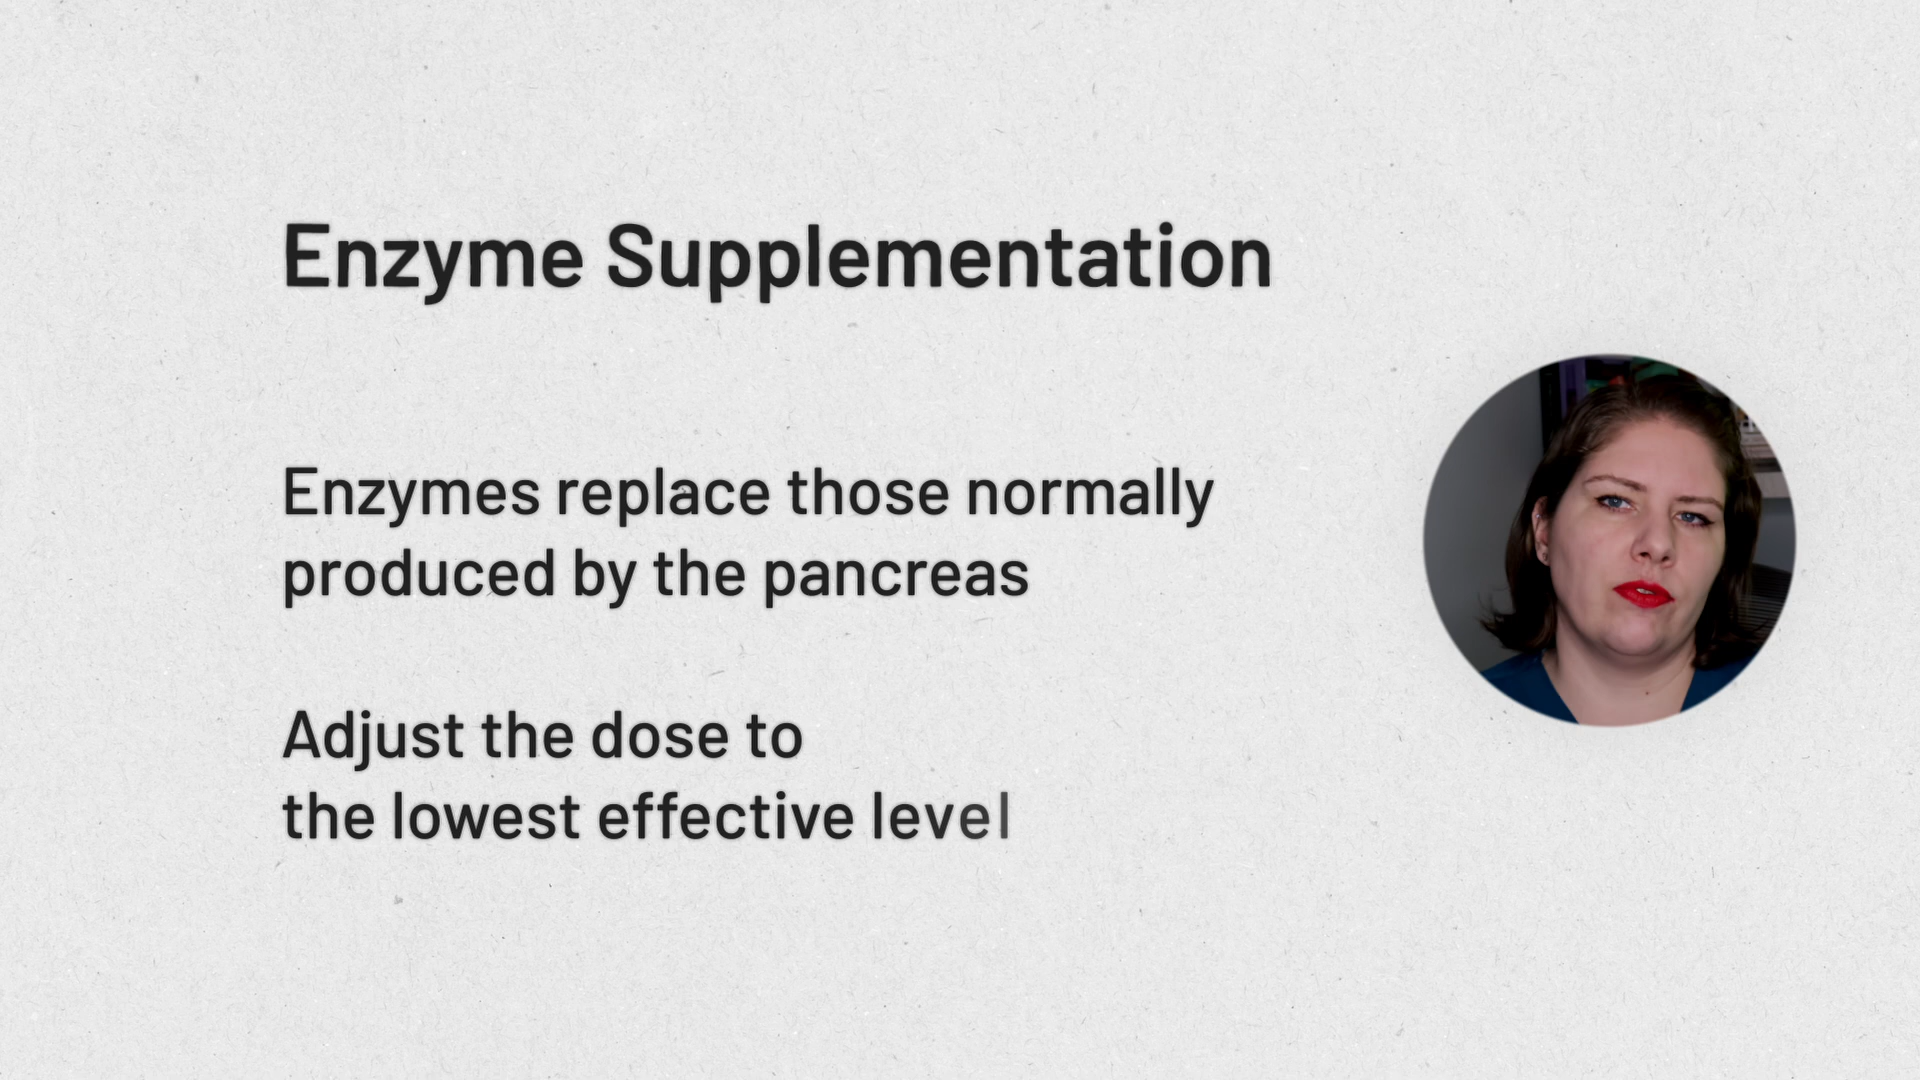 Enzyme Supplementation
Enzymes replace those normally
produced by the pancreas
Adjust the dose to
the lowest effective level